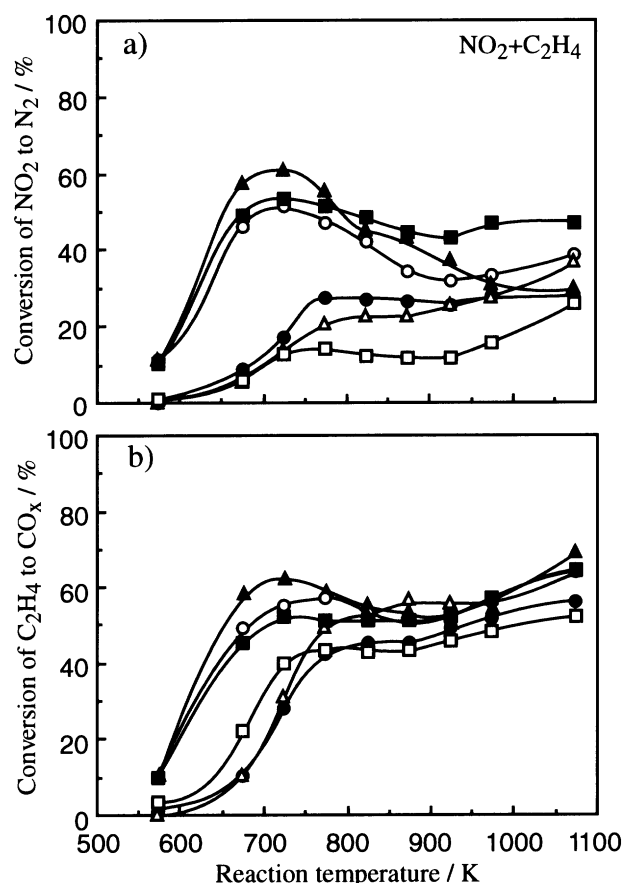 100
a)
NO₂+C₂H₄
80
60
40
20
0
Conversion of NO₂ to N₂ / %
100
b)
80
60
40
20
0
Conversion of C₂H₄ to COₓ / %
500 600 700 800 900 1000 1100
Reaction temperature / K